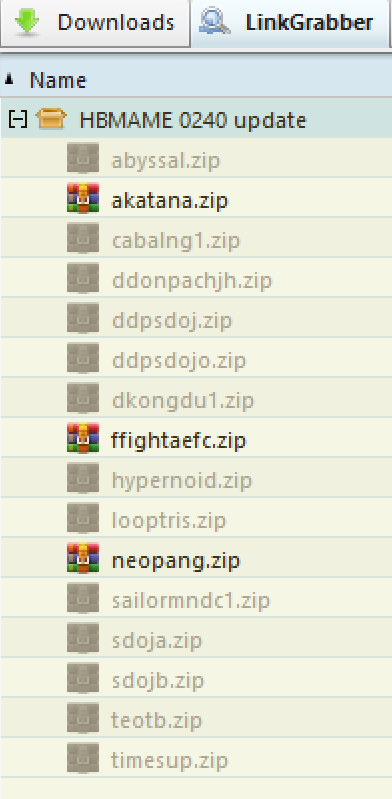 Downloads LinkGrabber
Name
HBMAME 0240 update
abyssal.zip
akatana.zip
cabalng1.zip
ddonpachjh.zip
ddpsdoj.zip
ddpsdojo.zip
dkongdu1.zip
ffightaefc.zip
hypernoid.zip
looptris.zip
neopang.zip
sailormndc1.zip
sdoja.zip
sdojb.zip
teotb.zip
timesup.zip